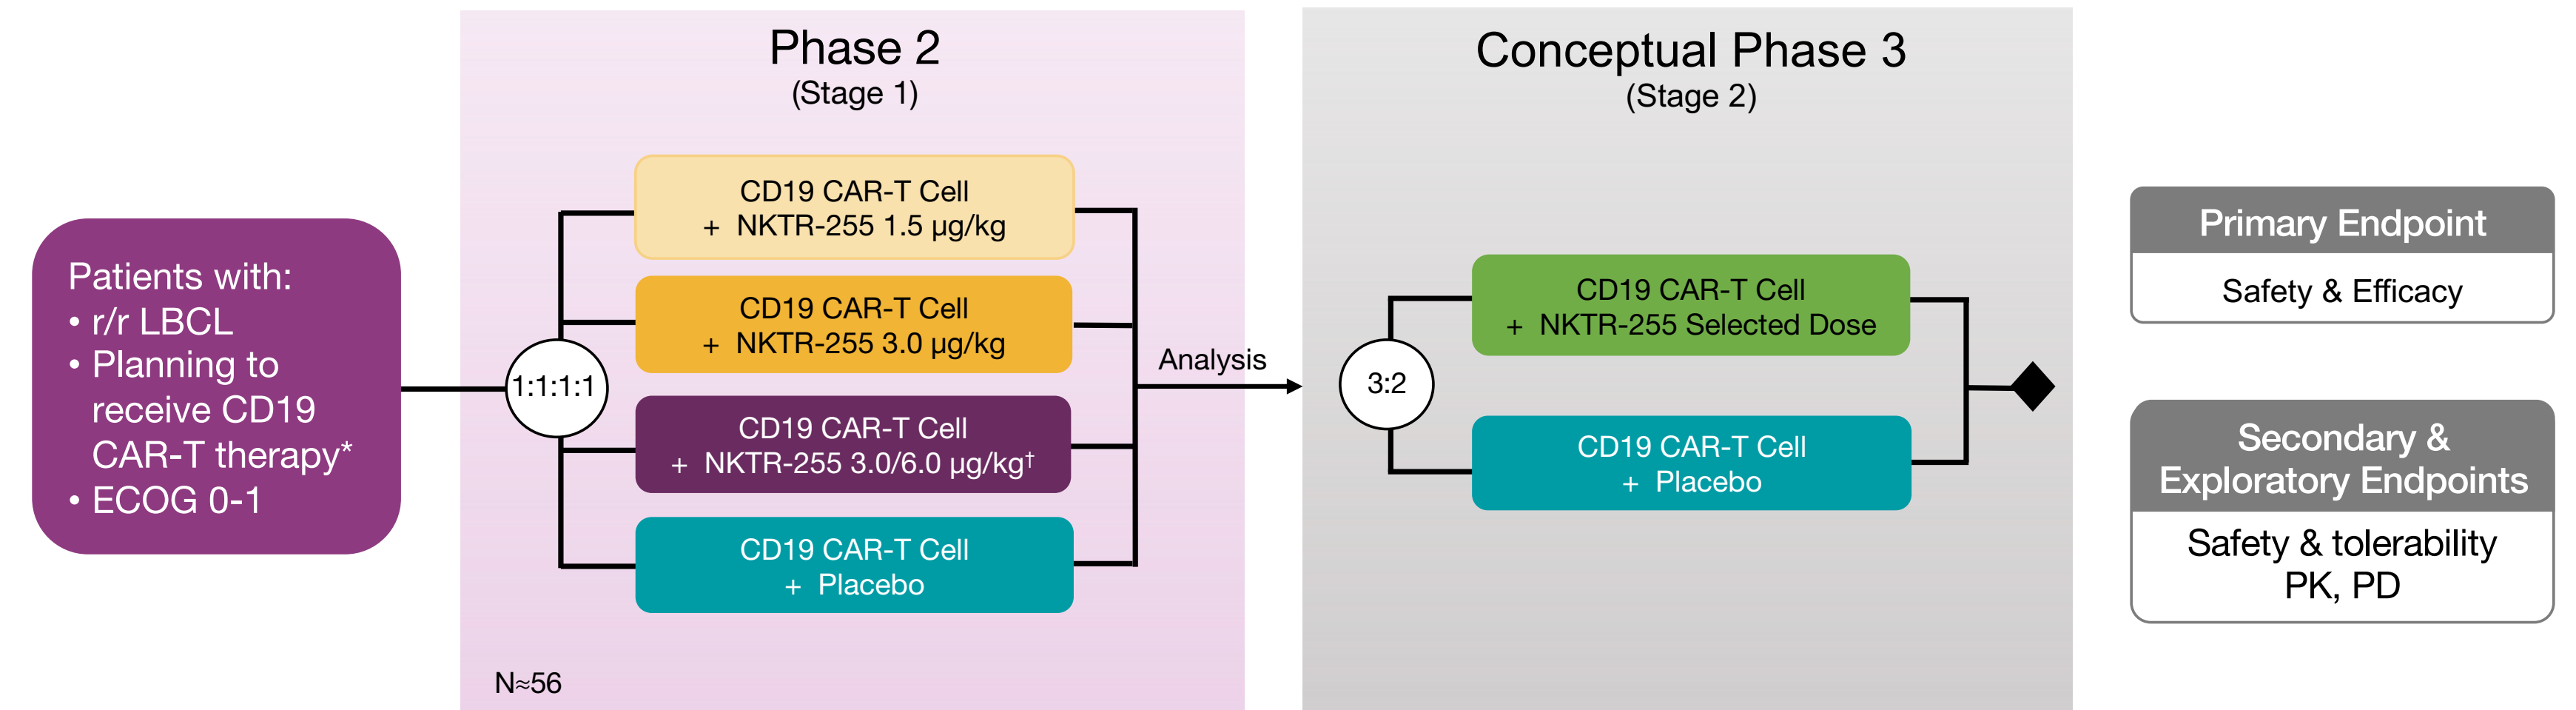 Patients with:
• r/r LBCL
• Planning to
receive CD19
CAR-T therapy*
• ECOG 0-1
Phase 2
(Stage 1)
1:1:1:1
CD19 CAR-T Cell
+ NKTR-255 1.5 µg/kg
CD19 CAR-T Cell
+ NKTR-255 3.0 µg/kg
CD19 CAR-T Cell
+ NKTR-255 3.0/6.0 µg/kg†
CD19 CAR-T Cell
+ Placebo
N≈56
Analysis
Conceptual Phase 3
(Stage 2)
3:2
CD19 CAR-T Cell
+ NKTR-255 Selected Dose
CD19 CAR-T Cell
+ Placebo
Primary Endpoint
Safety & Efficacy
Secondary &
Exploratory Endpoints
Safety & tolerability
PK, PD